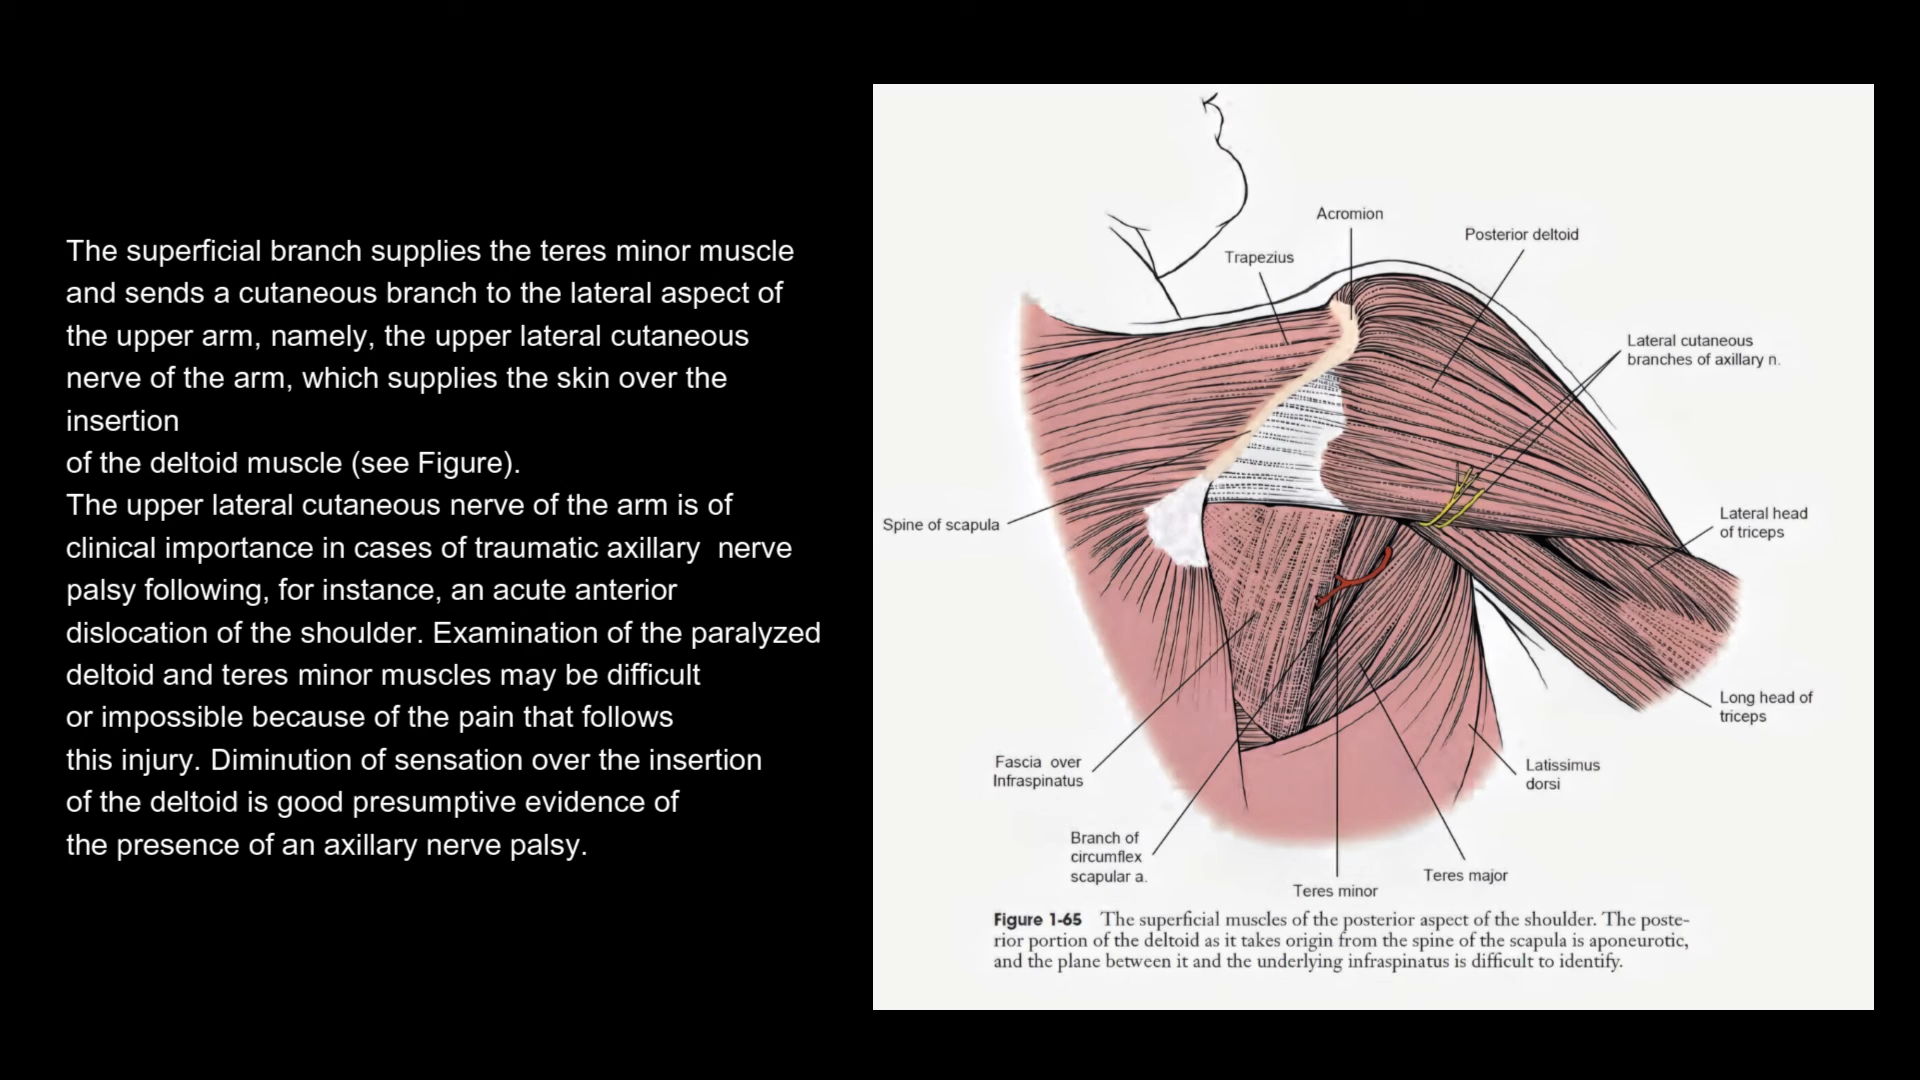 The superficial branch supplies the teres minor muscle
and sends a cutaneous branch to the lateral aspect of
the upper arm, namely, the upper lateral cutaneous
nerve of the arm, which supplies the skin over the
insertion
of the deltoid muscle (see Figure).
The upper lateral cutaneous nerve of the arm is of
clinical importance in cases of traumatic axillary  nerve
palsy following, for instance, an acute anterior
dislocation of the shoulder. Examination of the paralyzed
deltoid and teres minor muscles may be difficult
or impossible because of the pain that follows
this injury. Diminution of sensation over the insertion
of the deltoid is good presumptive evidence of
the presence of an axillary nerve palsy.
Acromion
Posterior deltoid
Trapezius
Lateral cutaneous
branches of axillary n.
Spine of scapula
Lateral head
of triceps
Long head of
triceps
Fascia over
Infraspinatus
Latissimus
dorsi
Branch of
circumflex
scapular a.
Teres major
Teres minor
Figure 1-65 The superficial muscles of the posterior aspect of the shoulder. The poste-
rior portion of the deltoid as it takes origin from the spine of the scapula is aponeurotic,
and the plane between it and the underlying infraspinatus is difficult to identify.